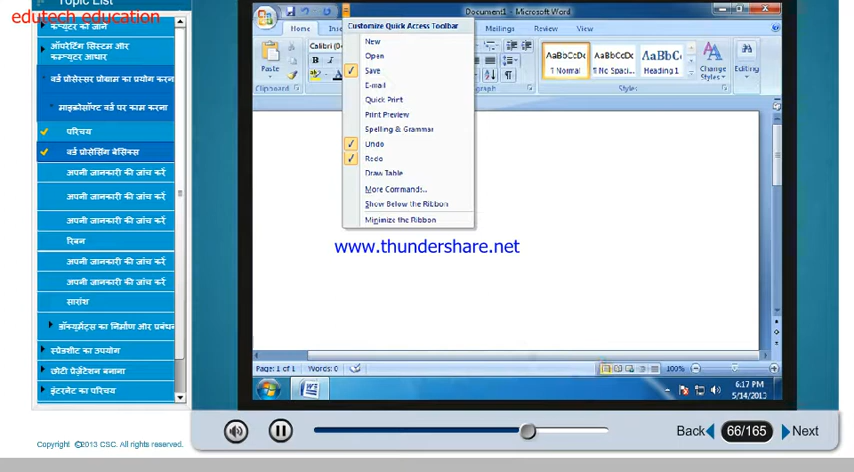 Topic List
edutech education
कंप्यूटर को जानें
ऑपरेटिंग सिस्टम और
कम्प्यूटर आधार
वर्ड प्रोसेसर प्रोग्राम का प्रयोग करना
माइक्रोसॉफ्ट वर्ड पर काम करना
परिचय
वर्ड प्रोसेसिंग बेसिक्स
अपनी जानकारी की जांच करें
अपनी जानकारी की जांच करें
अपनी जानकारी की जांच करें
रिबन
अपनी जानकारी की जांच करें
अपनी जानकारी की जांच करें
सारांश
डॉक्यूमेंट्स का निर्माण और प्रबंधन
स्प्रेडशीट का उपयोग
छोटी प्रेज़ेंटेशन बनाना
इंटरनेट का परिचय
Copyright ©2013 CSC. All rights reserved.
Document1 - Microsoft Word
Home
Mailings
Review
View
Customize Quick Access Toolbar
New
Open
Save
E-mail
Quick Print
Print Preview
Spelling & Grammar
Undo
Redo
Draw Table
More Commands...
Show Below the Ribbon
Minimize the Ribbon
Paste
Clipboard
Calibri
B I
AaBbCcDc
¶ Normal
AaBbCcDc
¶ No Spaci...
AaBbC
Heading 1
Change
Styles
Editing
Styles
www.thundershare.net
Page: 1 of 1
Words: 0
100%
6:17 PM
5/14/2013
Back
66/165
Next